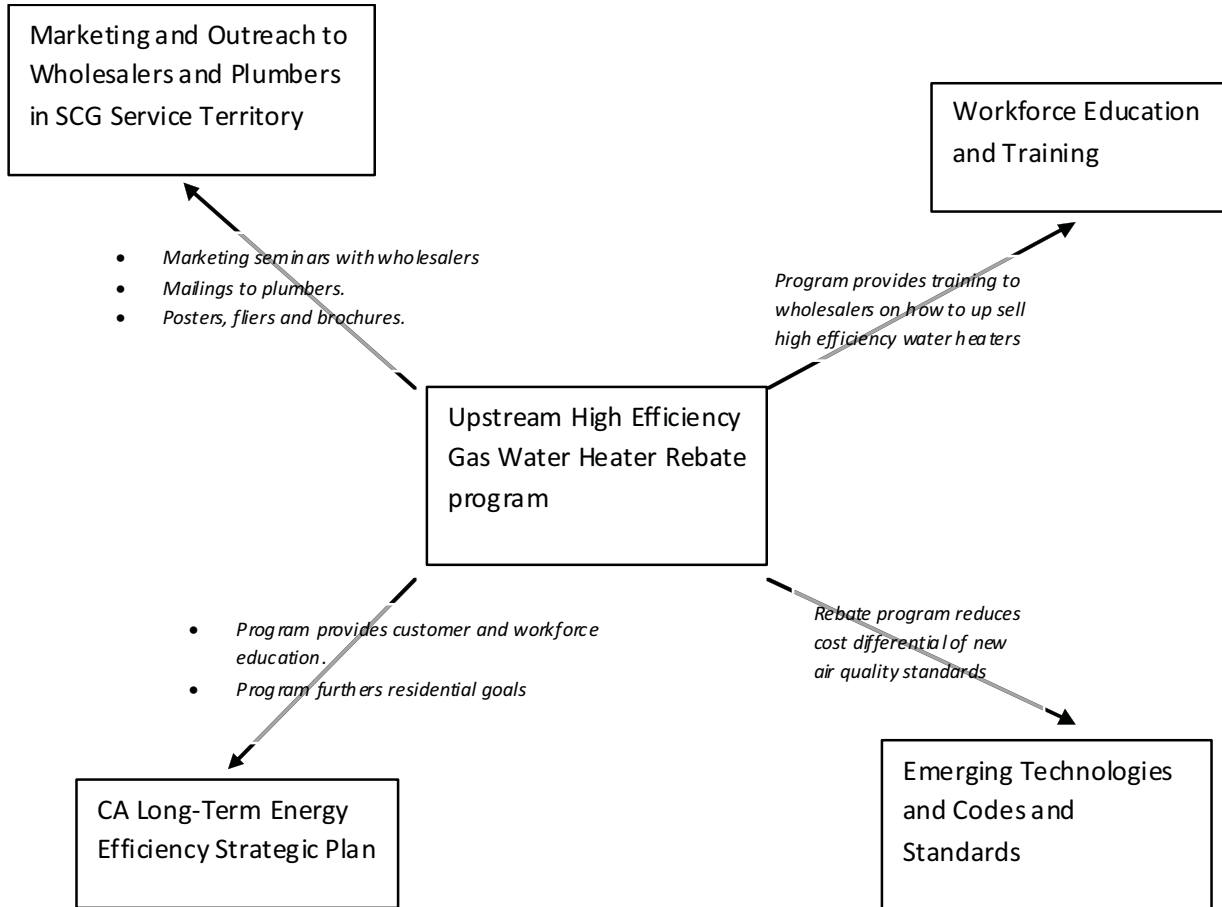 Marketing and Outreach to
Wholesalers and Plumbers
in SCG Service Territory
Workforce Education
and Training
• Marketing seminars with wholesalers
• Mailings to plumbers.
• Posters, fliers and brochures.
Program provides training to
wholesalers on how to up sell
high efficiency water heaters
Upstream High Efficiency
Gas Water Heater Rebate
program
• Program provides customer and workforce
education.
• Program furthers residential goals
Rebate program reduces
cost differential of new
air quality standards
CA Long-Term Energy
Efficiency Strategic Plan
Emerging Technologies
and Codes and
Standards